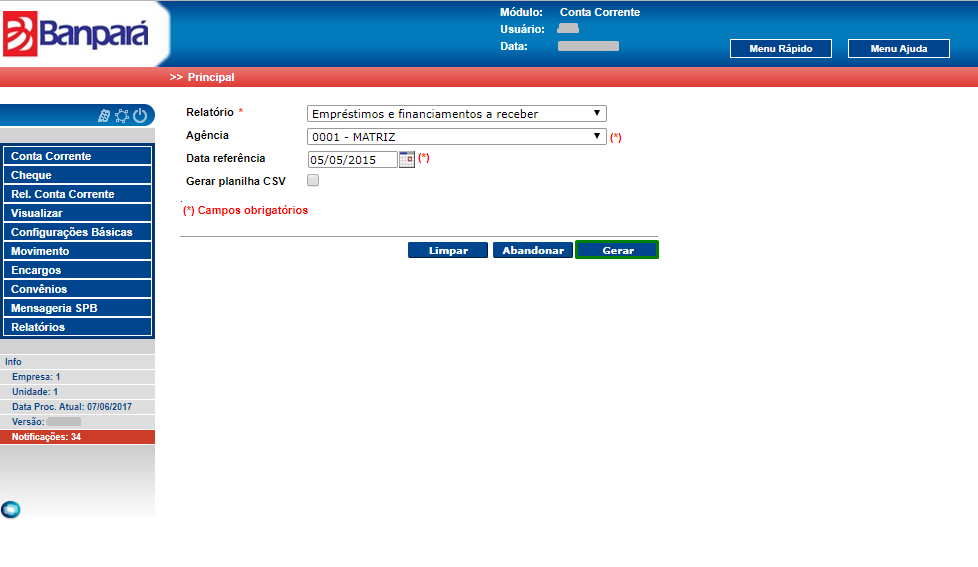 Banpará
Módulo: Conta Corrente
Usuário:
Data:
Menu Rápido
Menu Ajuda
>> Principal
Conta Corrente
Cheque
Rel. Conta Corrente
Visualizar
Configurações Básicas
Movimento
Encargos
Convênios
Mensageria SPB
Relatórios
Info
Empresa: 1
Unidade: 1
Data Proc. Atual: 07/06/2017
Versão:
Notificações: 34
Relatório * Empréstimos e financiamentos a receber
Agência 0001 - MATRIZ (*)
Data referência 05/05/2015 (*)
Gerar planilha CSV
(*) Campos obrigatórios
Limpar Abandonar Gerar